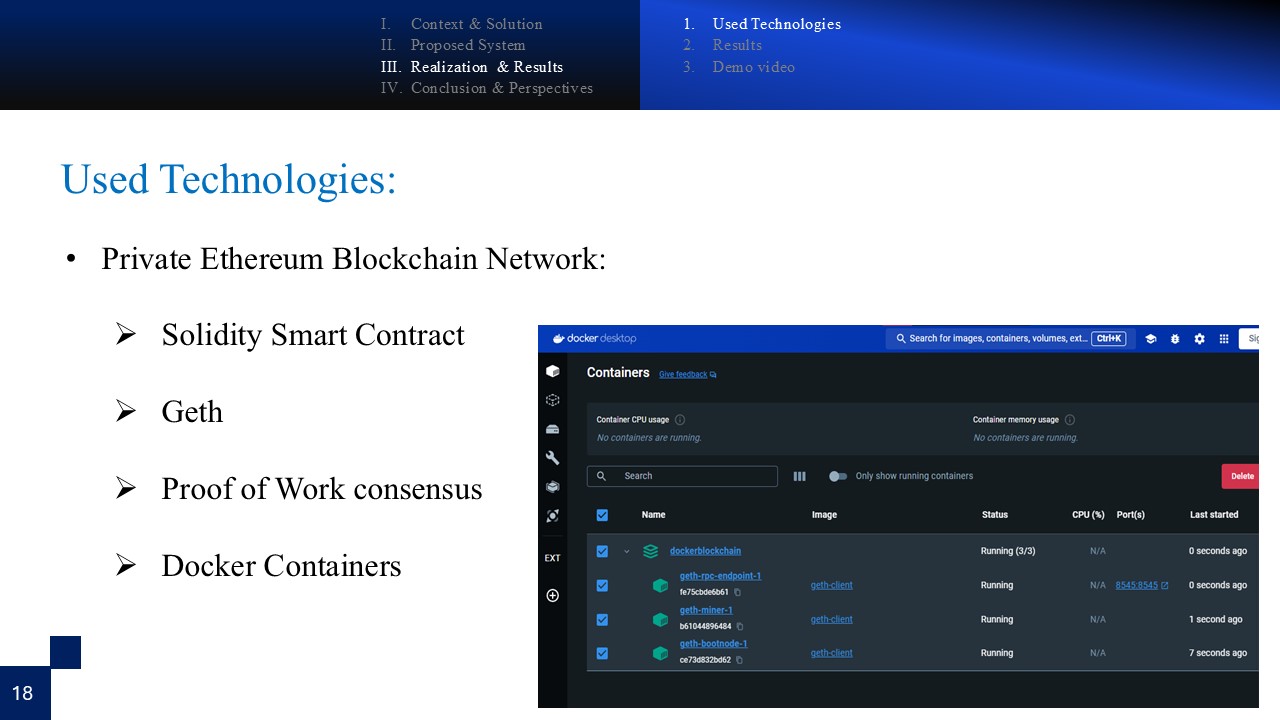 I. Context & Solution
II. Proposed System
III. Realization & Results
IV. Conclusion & Perspectives
1. Used Technologies
2. Results
3. Demo video
Used Technologies:
• Private Ethereum Blockchain Network:
➢ Solidity Smart Contract
➢ Geth
➢ Proof of Work consensus
➢ Docker Containers
docker desktop
Search for images, containers, volumes, ext... Ctrl+K
Sig
Containers Give feedback
Container CPU usage
No containers are running.
Container memory usage
No containers are running.
Search
Only show running containers
Delete
Name Image Status CPU (%) Port(s) Last started
EXT
dockerblockchain Running (3/3) N/A 0 seconds ago
geth-rpc-endpoint-1
fe75cbde6b61
geth-client Running N/A 8545:8545 0 seconds ago
geth-miner-1
b61044896484
geth-client Running N/A 1 second ago
geth-bootnode-1
ce73d832bd62
geth-client Running N/A 7 seconds ago
18